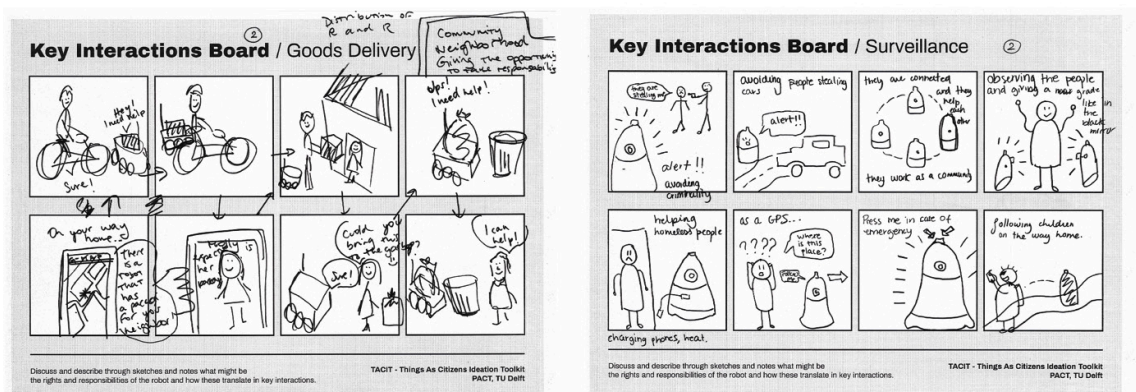 Distribution of
R and R
②
Key Interactions Board / Goods Delivery
Community
Neighborhood
Giving the opportunity
to take responsability
Hey!
I need help
Sure!
Ups!
I need help!
On your way
home...
There
is a
robot
that
has
for your
neighbor!
is
her
Could you
bring this
to the
Sure!
I can
help!
Discuss and describe through sketches and notes what might be
the rights and responsibilities of the robot and how these translate in key interactions.
TACIT - Things As Citizens Ideation Toolkit
PACT, TU Delft
Key Interactions Board / Surveillance
②
they are
stealing me
alert!!
avoiding
criminality
avoiding people stealing
cars
alert!!
they are connected
and they
help
each
other
they work as a community
observing the people
and giving a grade
like in
the
black
mirror
helping
homeless people
charging phones, heat.
as a GPS...
????
where
is this
place?
Press me in case of
emergency
following children
on the way home.
Discuss and describe through sketches and notes what might be
the rights and responsibilities of the robot and how these translate in key interactions.
TACIT - Things As Citizens Ideation Toolkit
PACT, TU Delft